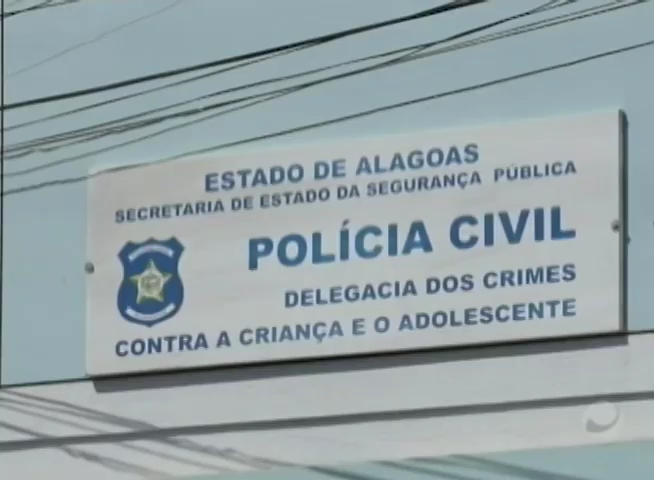 ESTADO DE ALAGOAS
SECRETARIA DE ESTADO DA SEGURANÇA PÚBLICA
POLÍCIA CIVIL
DELEGACIA DOS CRIMES
CONTRA A CRIANÇA E O ADOLESCENTE